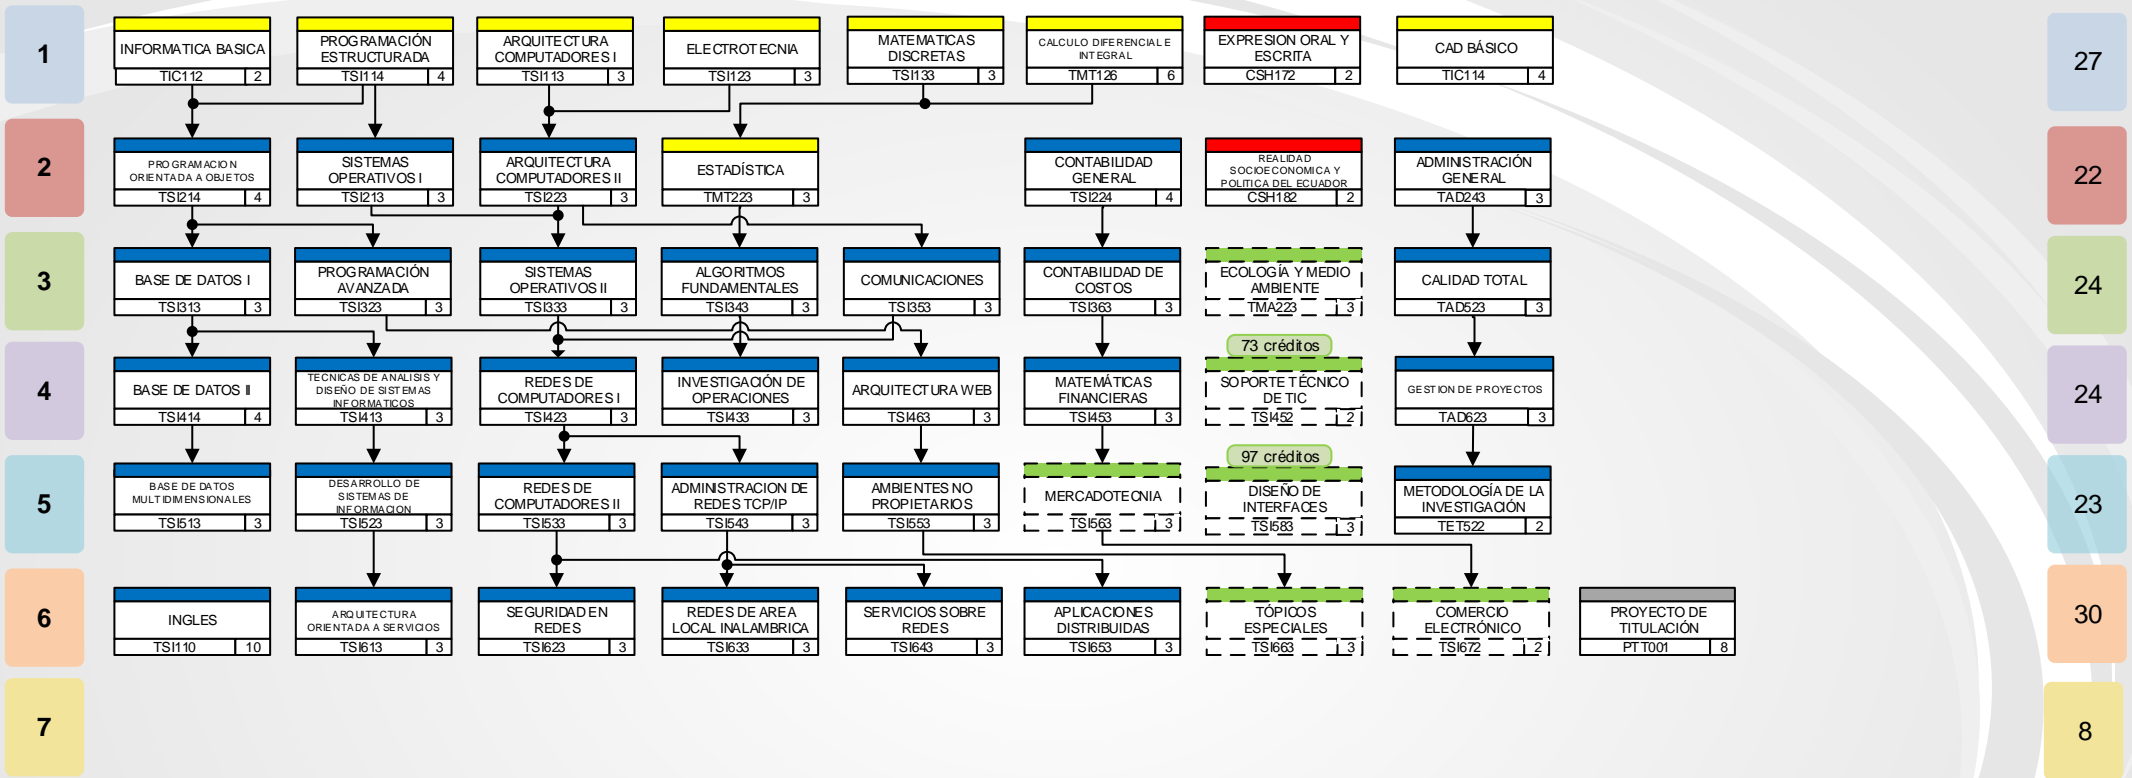 1
INFORMATICA BASICA
TIC112 2
PROGRAMACIÓN
ESTRUCTURADA
TSI114 4
ARQUITECTURA
COMPUTADORES I
TSI113 3
ELECTROTECNIA
TSI123 3
MATEMATICAS
DISCRETAS
TSI133 3
CALCULO DIFERENCIAL E
INTEGRAL
TMT126 6
EXPRESION ORAL Y
ESCRITA
CSH172 2
CAD BÁSICO
TIC114 4
27
2
PROGRAMACION
ORIENTADA A OBJETOS
TSI214 4
SISTEMAS
OPERATIVOS I
TSI213 3
ARQUITECTURA
COMPUTADORES II
TSI223 3
ESTADÍSTICA
TMT223 3
CONTABILIDAD
GENERAL
TSI224 4
REALIDAD
SOCIOECONOMICA Y
POLITICA DEL ECUADOR
CSH182 2
ADMINISTRACIÓN
GENERAL
TAD243 3
22
3
BASE DE DATOS I
TSI313 3
PROGRAMACIÓN
AVANZADA
TSI323 3
SISTEMAS
OPERATIVOS II
TSI333 3
ALGORITMOS
FUNDAMENTALES
TSI343 3
COMUNICACIONES
TSI353 3
CONTABILIDAD DE
COSTOS
TSI363 3
ECOLOGÍA Y MEDIO
AMBIENTE
TMA223 3
CALIDAD TOTAL
TAD523 3
24
4
BASE DE DATOS II
TSI414 4
TECNICAS DE ANALISIS Y
DISEÑO DE SISTEMAS
INFORMATICOS
TSI413 3
REDES DE
COMPUTADORES I
TSI423 3
INVESTIGACIÓN DE
OPERACIONES
TSI433 3
ARQUITECTURA WEB
TSI463 3
MATEMÁTICAS
FINANCIERAS
TSI453 3
73 créditos
SOPORTE TÉCNICO
DE TIC
TSI452 2
GESTION DE PROYECTOS
TAD623 3
24
5
BASE DE DATOS
MULTIDIMENSIONALES
TSI513 3
DESARROLLO DE
SISTEMAS DE
INFORMACION
TSI523 3
REDES DE
COMPUTADORES II
TSI533 3
ADMINISTRACION DE
REDES TCP/IP
TSI543 3
AMBIENTES NO
PROPIETARIOS
TSI553 3
MERCADOTECNIA
TSI563 3
97 créditos
DISEÑO DE
INTERFACES
TSI583 3
METODOLOGÍA DE LA
INVESTIGACIÓN
TET522 2
23
6
INGLES
TSI110 10
ARQUITECTURA
ORIENTADA A SERVICIOS
TSI613 3
SEGURIDAD EN
REDES
TSI623 3
REDES DE AREA
LOCAL INALAMBRICA
TSI633 3
SERVICIOS SOBRE
REDES
TSI643 3
APLICACIONES
DISTRIBUIDAS
TSI653 3
TÓPICOS
ESPECIALES
TSI663 3
COMERCIO
ELECTRÓNICO
TSI672 2
PROYECTO DE
TITULACIÓN
PTT001 8
30
7
8